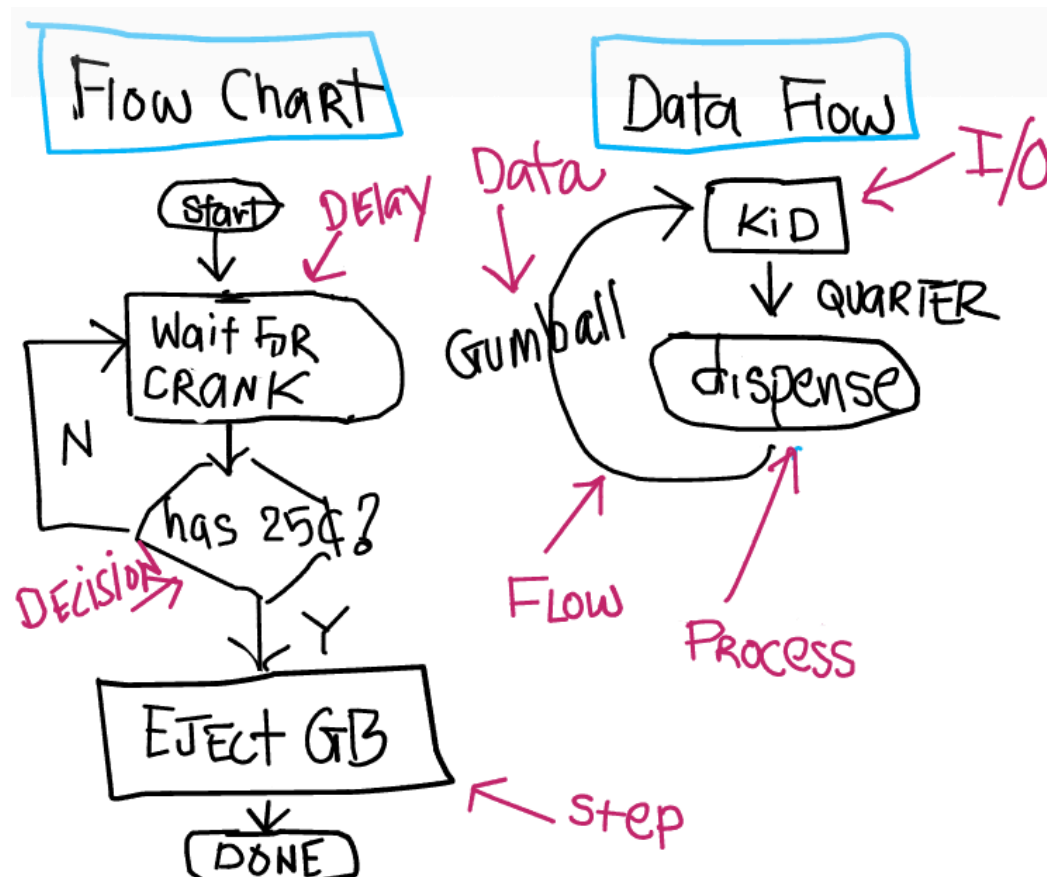 Flow Chart
Start
DElay
Wait FOR
CRANK
N
has 25¢?
DEcision
Y
EJEct GB
Step
DONE
Data Flow
Data
I/O
KiD
QUARTER
Gumball
dispense
FLOW
PROCESS